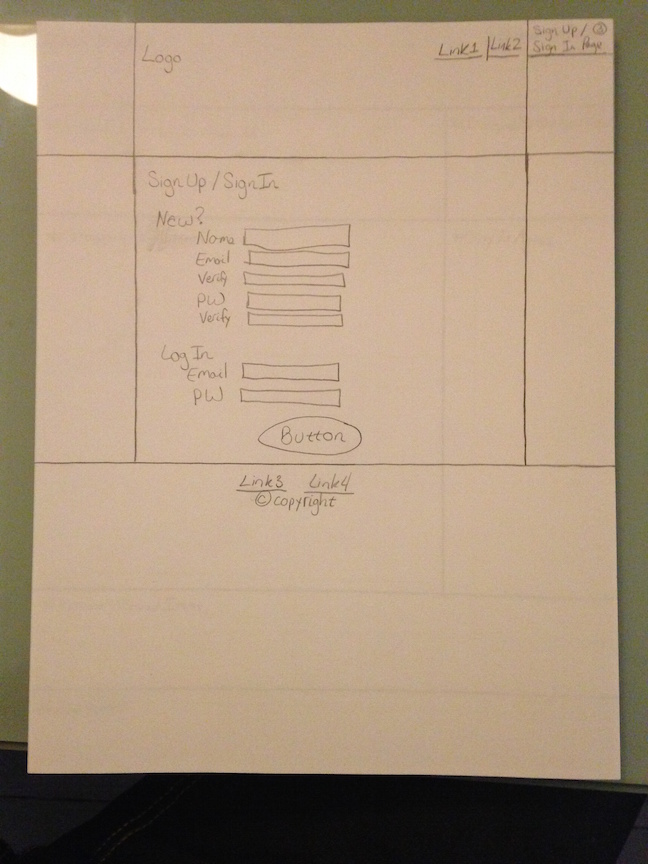 Sign Up / ③
Sign In Page
Logo
Link1 | Link2
Sign Up / Sign In
New?
Name
Email
Verify
PW
Verify
Log In
Email
PW
Button
Link3 Link4
© copyright